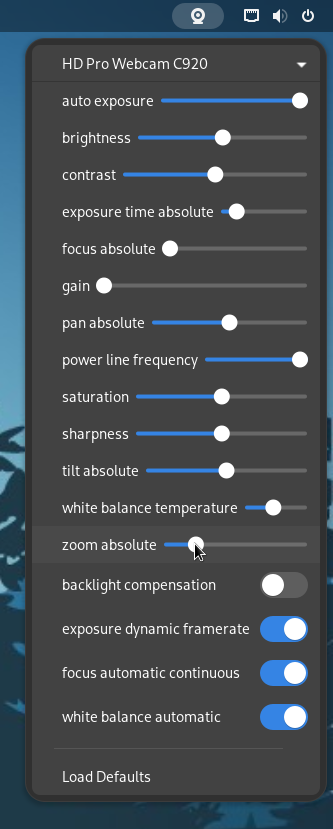 HD Pro Webcam C920
auto exposure
brightness
contrast
exposure time absolute
focus absolute
gain
pan absolute
power line frequency
saturation
sharpness
tilt absolute
white balance temperature
zoom absolute
backlight compensation
exposure dynamic framerate
focus automatic continuous
white balance automatic
Load Defaults